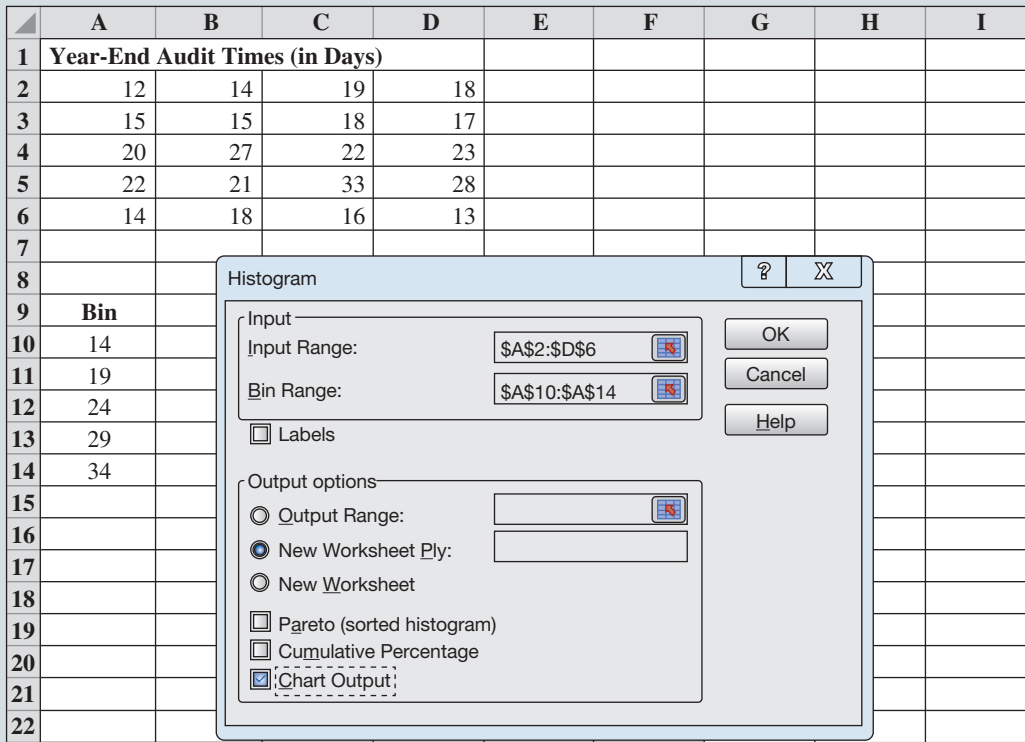 A B C D E F G H I
1 Year-End Audit Times (in Days)
2 12 14 19 18
3 15 15 18 17
4 20 27 22 23
5 22 21 33 28
6 14 18 16 13
7
8 Histogram ? X
9 Bin Input
10 14 Input Range: $A$2:$D$6 OK
11 19 Bin Range: $A$10:$A$14 Cancel
12 24 Help
13 29 Labels
14 34 Output options
15 Output Range:
16 New Worksheet Ply:
17
18 New Worksheet
19 Pareto (sorted histogram)
20 Cumulative Percentage
21 Chart Output
22